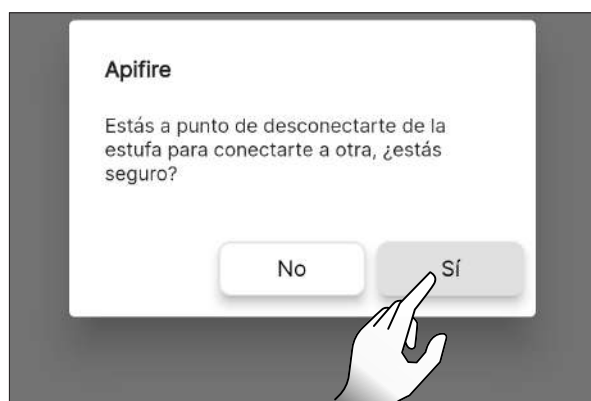 Apifire
Estás a punto de desconectarte de la
estufa para conectarte a otra, ¿estás
seguro?
No
Sí